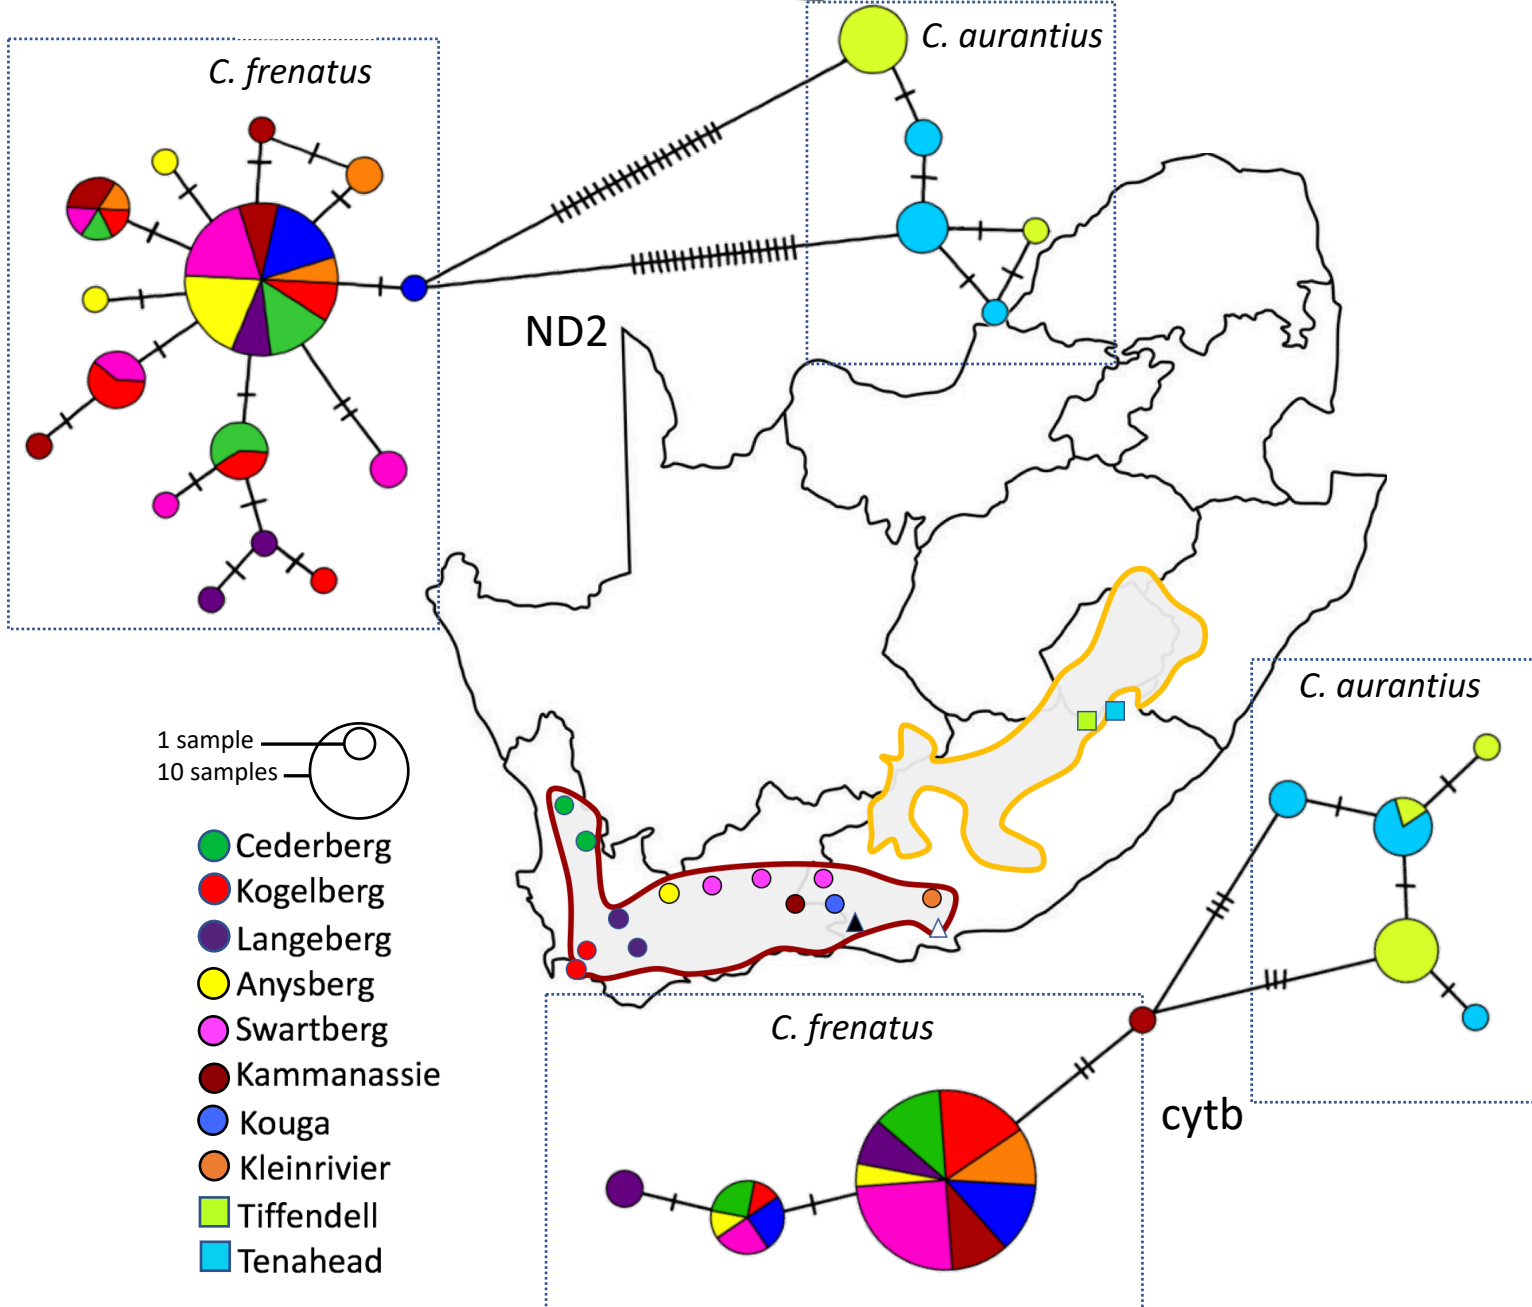 C. aurantius
C. frenatus
ND2
C. aurantius
1 sample
10 samples
Cederberg
Kogelberg
Langeberg
Anysberg
Swartberg
Kammanassie
Kouga
Kleinrivier
Tiffendell
Tenahead
C. frenatus
cytb